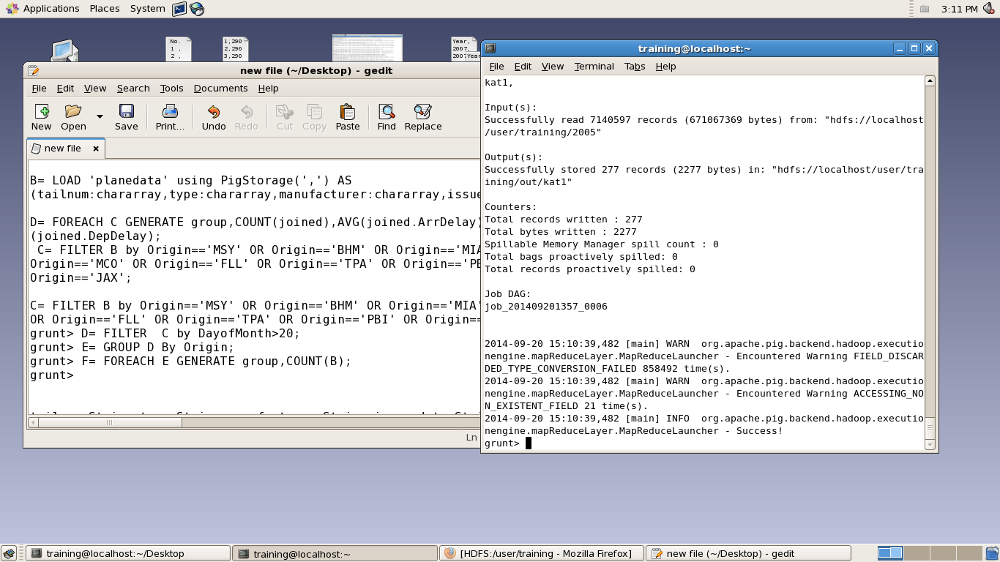 Applications Places System 3:11 PM
No.
1 ,
2 .
1,290
2,290
3,290
Year,
2007,
200
Year
new file (~/Desktop) - gedit
File Edit View Search Tools Documents Help
New Open Save Print... Undo Redo Cut Copy Paste Find Replace
new file
B= LOAD 'planedata' using PigStorage(',') AS
(tailnum:chararray,type:chararray,manufacturer:chararray,issue
D= FOREACH C GENERATE group,COUNT(joined),AVG(joined.ArrDelay)
(joined.DepDelay);
C= FILTER B by Origin=='MSY' OR Origin=='BHM' OR Origin=='MIA
Origin=='MCO' OR Origin=='FLL' OR Origin=='TPA' OR Origin=='PB
Origin=='JAX';
C= FILTER B by Origin=='MSY' OR Origin=='BHM' OR Origin=='MIA'
OR Origin=='FLL' OR Origin=='TPA' OR Origin=='PBI' OR Origin==
grunt> D= FILTER  C by DayofMonth>20;
grunt> E= GROUP D By Origin;
grunt> F= FOREACH E GENERATE group,COUNT(B);
grunt>
Ln
training@localhost:~
File Edit View Terminal Tabs Help
kat1,
Input(s):
Successfully read 7140597 records (671067369 bytes) from: "hdfs://localhost
/user/training/2005"
Output(s):
Successfully stored 277 records (2277 bytes) in: "hdfs://localhost/user/tra
ining/out/kat1"
Counters:
Total records written : 277
Total bytes written : 2277
Spillable Memory Manager spill count : 0
Total bags proactively spilled: 0
Total records proactively spilled: 0
Job DAG:
job_201409201357_0006
2014-09-20 15:10:39,482 [main] WARN  org.apache.pig.backend.hadoop.executio
nengine.mapReduceLayer.MapReduceLauncher - Encountered Warning FIELD_DISCAR
DED_TYPE_CONVERSION_FAILED 858492 time(s).
2014-09-20 15:10:39,482 [main] WARN  org.apache.pig.backend.hadoop.executio
nengine.mapReduceLayer.MapReduceLauncher - Encountered Warning ACCESSING_NO
N_EXISTENT_FIELD 21 time(s).
2014-09-20 15:10:39,482 [main] INFO  org.apache.pig.backend.hadoop.executio
nengine.mapReduceLayer.MapReduceLauncher - Success!
grunt>
training@localhost:~/Desktop
training@localhost:~
[HDFS:/user/training - Mozilla Firefox]
new file (~/Desktop) - gedit